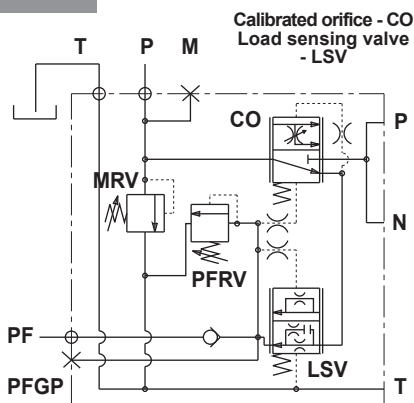 Calibrated orifice - CO
Load sensing valve
- LSV
T P M
CO
P
MRV
N
PFRV
PF
LSV
PFGP
T